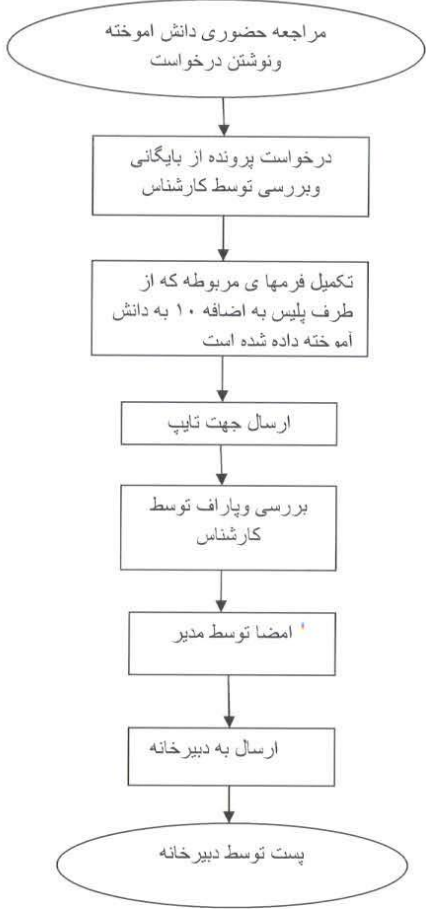 مراجعه حضوری دانش اموخته
ونوشتن درخواست
درخواست پرونده از بایگانی
وبررسی توسط کارشناس
تکمیل فرمها ی مربوطه که از
طرف پلیس به اضافه ۱۰ به دانش
آموخته داده شده است
ارسال جهت تایپ
بررسی وپاراف توسط
کارشناس
امضا توسط مدیر
ارسال به دبیرخانه
پست توسط دبیرخانه